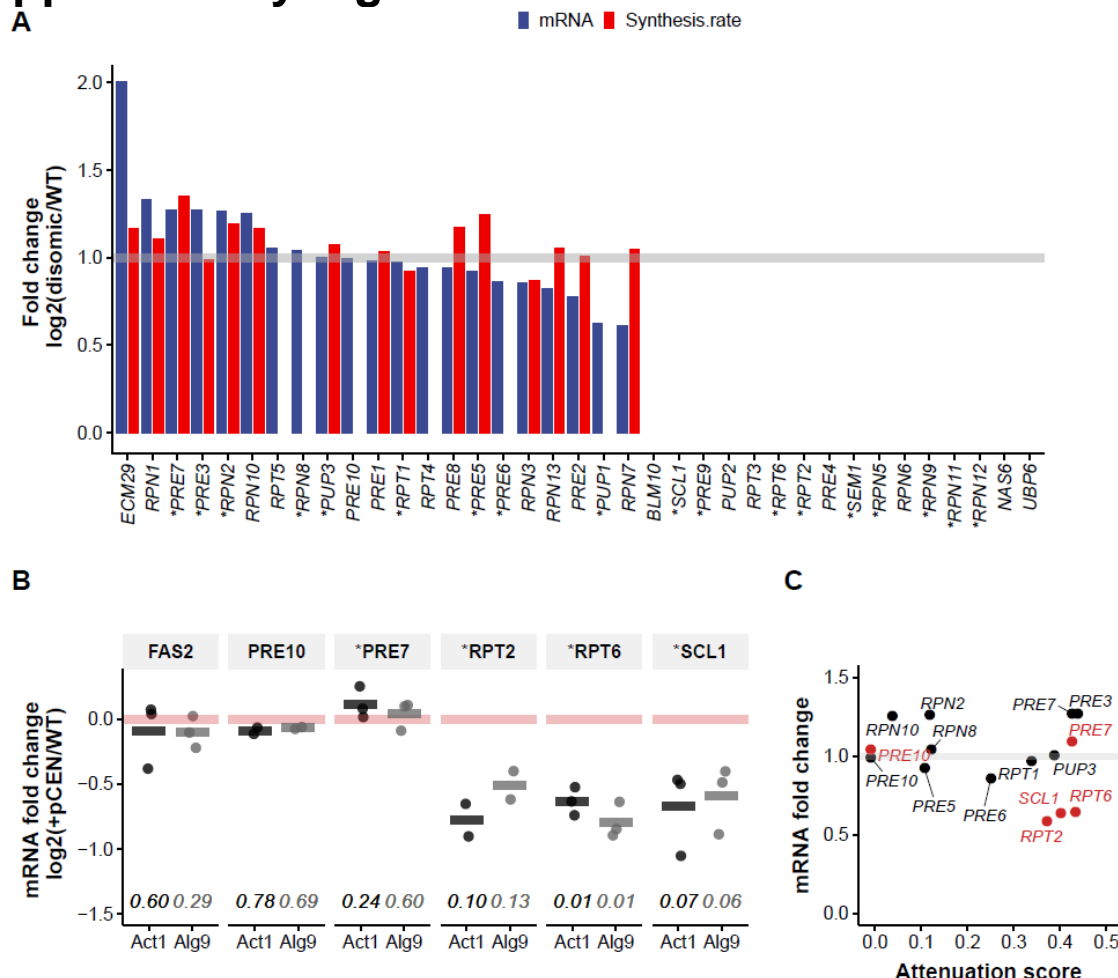 A
mRNA Synthesis.rate
Fold change
log2(disomic/WT)
2.0
1.5
1.0
0.5
0.0
ECM29
RPN1
*PRE7
*PRE3
*RPN2
RPN10
RPT5
*RPN8
*PUP3
PRE10
PRE1
*RPT1
RPT4
PRE8
*PRE5
*PRE6
RPN3
RPN13
PRE2
*PUP1
RPN7
BLM10
*SCL1
*PRE9
PUP2
RPT3
*RPT6
*RPT2
PRE4
*SEM1
*RPN5
RPN6
*RPN9
*RPN11
*RPN12
NAS6
UBP6
B
FAS2 PRE10 *PRE7 *RPT2 *RPT6 *SCL1
mRNA fold change
log2(+pCEN/WT)
0.0
−0.5
−1.0
−1.5
0.60 0.29 0.78 0.69 0.24 0.60 0.10 0.13 0.01 0.01 0.07 0.06
Act1 Alg9 Act1 Alg9 Act1 Alg9 Act1 Alg9 Act1 Alg9 Act1 Alg9
C
mRNA fold change
1.5
1.0
0.5
0.0
RPN10
RPN2
PRE7
PRE3
RPN8
PRE7
PRE10
PRE10
PRE5
PRE6
RPT1
PUP3
SCL1
RPT6
RPT2
0.0 0.1 0.2 0.3 0.4 0.5
Attenuation score